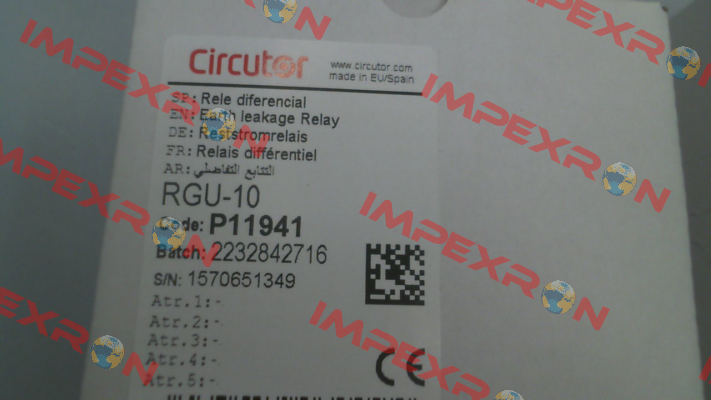 Circutor
www.circutor.com
made in EU/Spain
SP: Rele diferencial
EN: Earth leakage Relay
DE: Reststromrelais
FR: Relais différentiel
AR: التتابع التفاضلي
RGU-10
Code: P11941
Batch: 2232842716
S/N: 1570651349
Atr.1:-
Atr.2:-
Atr.3:-
Atr.4:-
Atr.5:-
CE
IMPEXRON
IMPEXRON
IMPEXRON
IMPEXRON
IMPEXRON
IMPEXRON